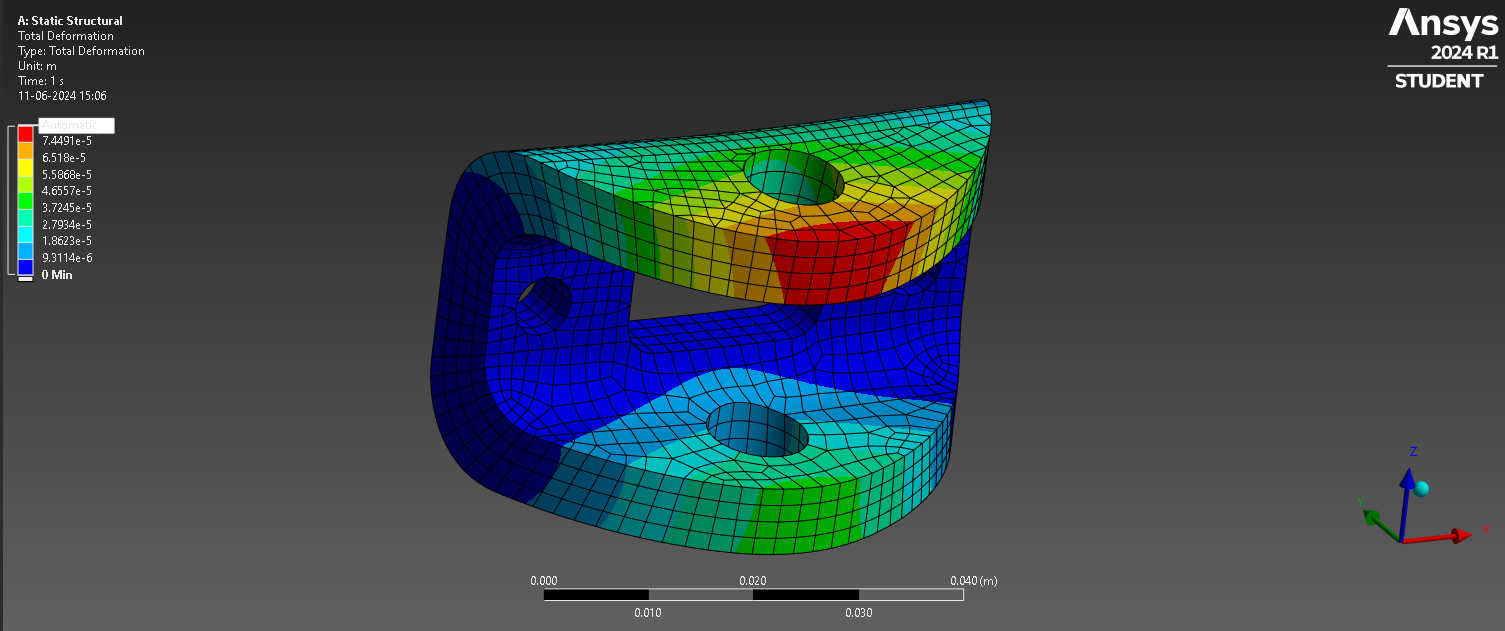 A: Static Structural
Total Deformation
Type: Total Deformation
Unit: m
Time: 1 s
11-06-2024 15:06
Automatic
7.4491e-5
6.518e-5
5.5868e-5
4.6557e-5
3.7245e-5
2.7934e-5
1.8623e-5
9.3114e-6
0 Min
Ansys
2024 R1
STUDENT
Z
Y
0.000 0.020 0.040 (m)
0.010 0.030